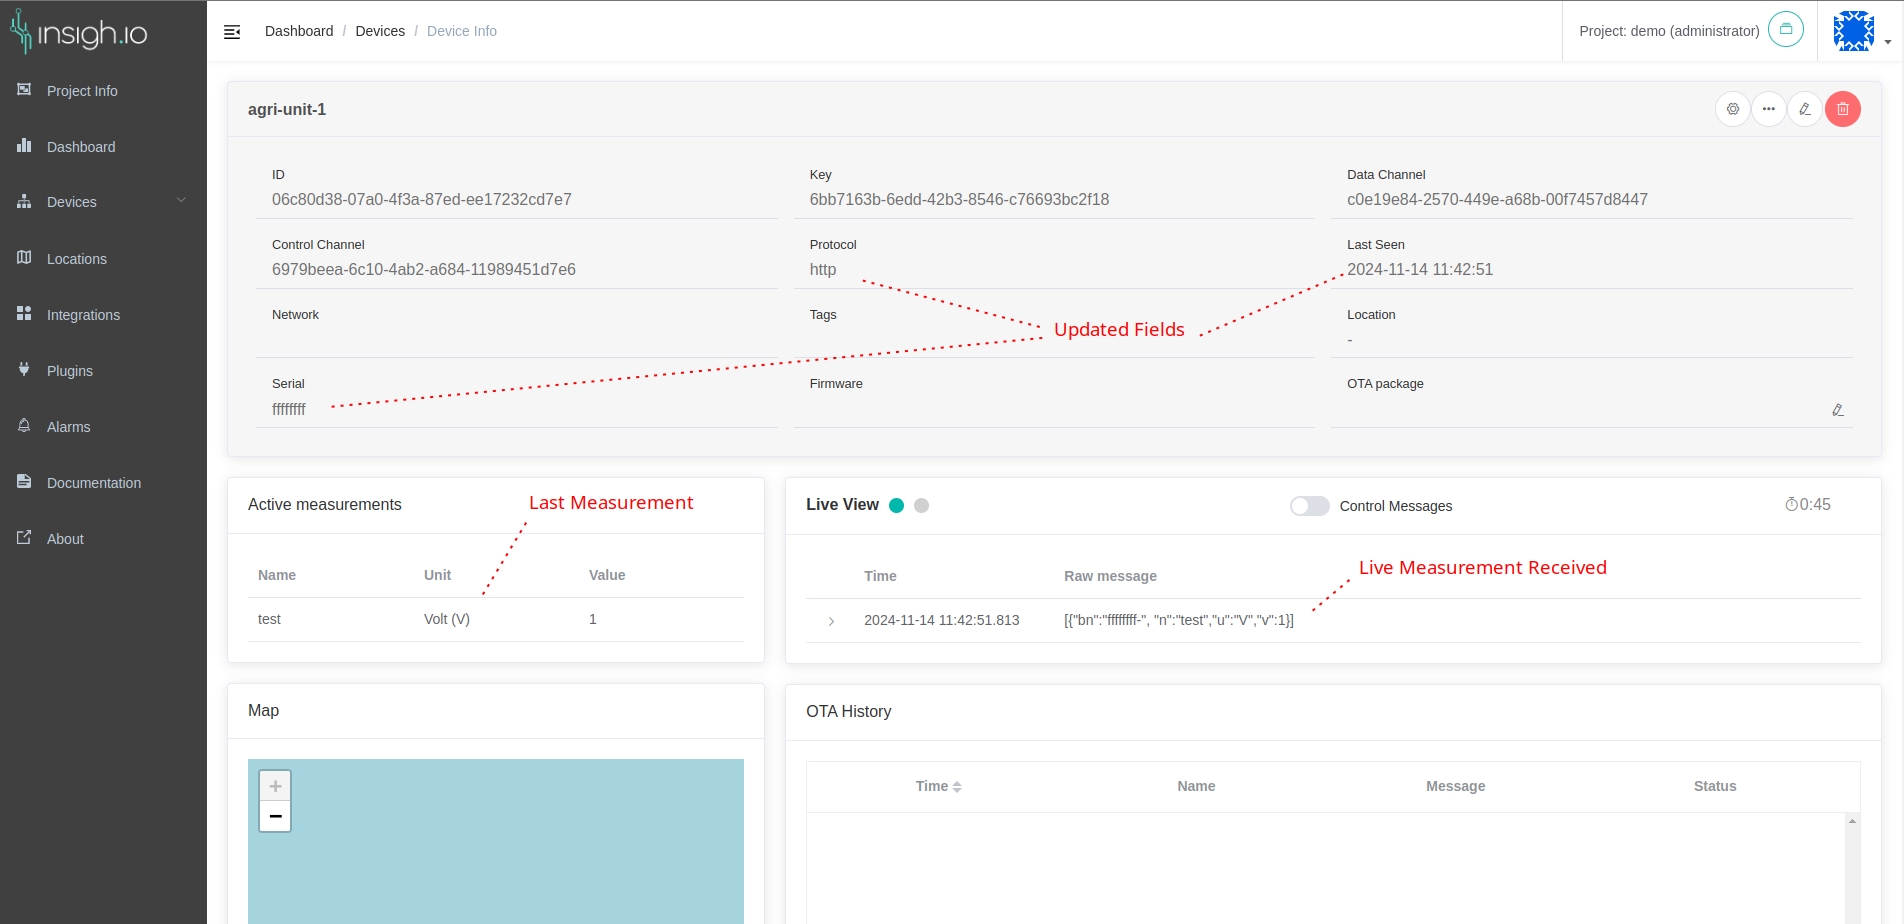 insigh.io
Dashboard / Devices / Device Info
Project: demo (administrator)
Project Info
Dashboard
Devices
Locations
Integrations
Plugins
Alarms
Documentation
About
agri-unit-1
ID
06c80d38-07a0-4f3a-87ed-ee17232cd7e7
Key
6bb7163b-6edd-42b3-8546-c76693bc2f18
Data Channel
c0e19e84-2570-449e-a68b-00f7457d8447
Control Channel
6979beea-6c10-4ab2-a684-11989451d7e6
Protocol
http
Last Seen
2024-11-14 11:42:51
Network
Tags
Updated Fields
Location
-
Serial
ffffffff
Firmware
OTA package
Active measurements
Last Measurement
Name Unit Value
test Volt (V) 1
Live View
Control Messages
0:45
Live Measurement Received
Time Raw message
2024-11-14 11:42:51.813 [{"bn":"ffffffff-", "n":"test","u":"V","v":1}]
Map
+
−
OTA History
Time Name Message Status